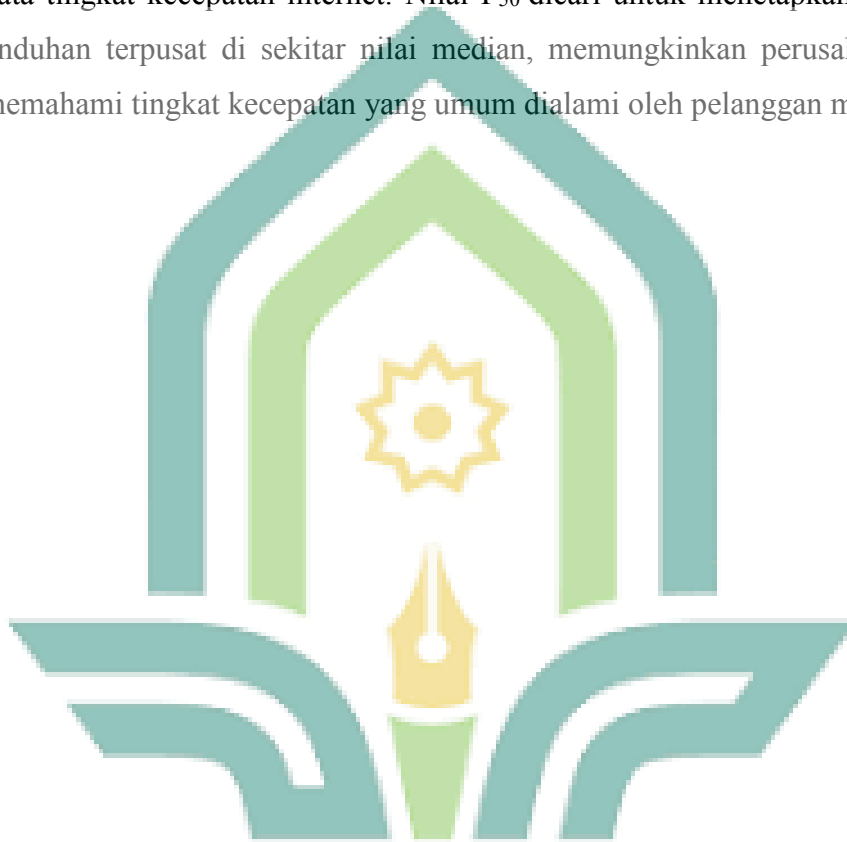 ata tingkat kecepatan internet. Nilai P₅₀ dicari untuk menetapkan
nduhan terpusat di sekitar nilai median, memungkinkan perusa
nemahami tingkat kecepatan yang umum dialami oleh pelanggan m